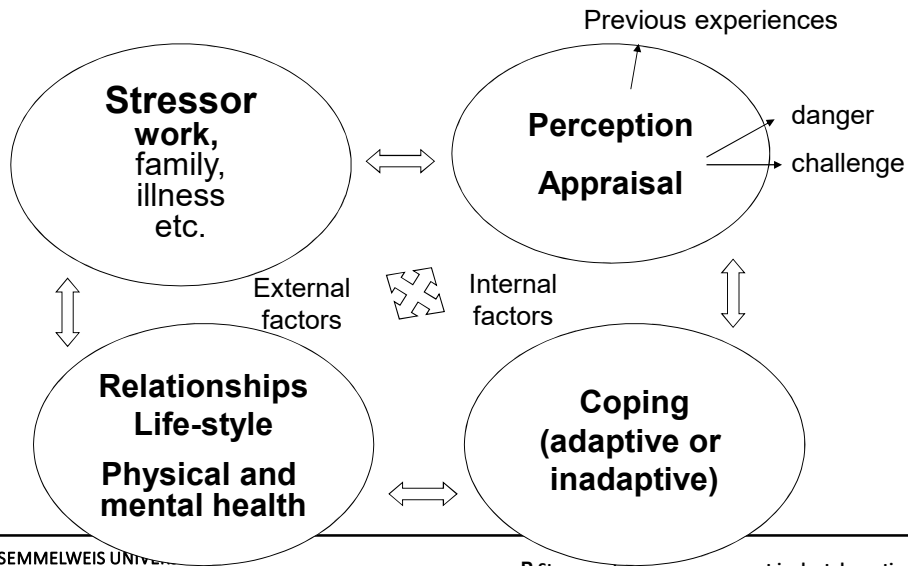 Previous experiences
Stressor
work,
family,
illness
etc.
Perception
Appraisal
danger
challenge
External
factors
Internal
factors
Relationships
Life-style
Physical and
mental health
Coping
(adaptive or
inadaptive)
SEMMELWEIS